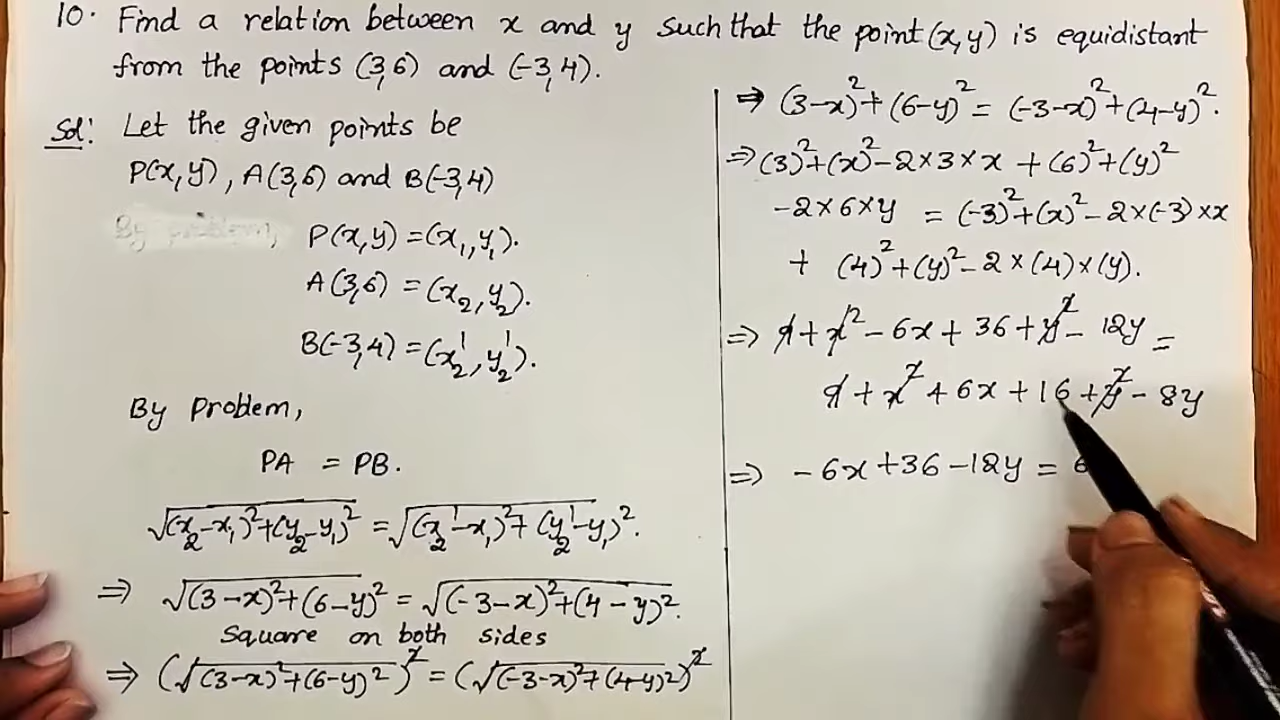 10. Find a relation between x and y such that the point (x, y) is equidistant
from the points (3,6) and (-3,4).
Sol: Let the given points be
P(x, y), A(3,6) and B(-3,4)
By problem,
P(x,y) = (x₁,y₁).
A(3,6) = (x₂, y₂).
B(-3,4) = (x₂', y₂').
By Problem,
PA = PB.
√(x₂-x₁)²+(y₂-y₁)² = √(x₂'-x₁)²+(y₂'-y₁)².
⇒ √(3-x)²+(6-y)² = √(-3-x)²+(4-y)².
Square on both sides
⇒ (√(3-x)²+(6-y)²)² = (√(-3-x)²+(4-y)²)²
⇒ (3-x)²+(6-y)² = (-3-x)²+(4-y)².
⇒ (3)²+(x)²-2×3×x + (6)²+(y)²
-2×6×y = (-3)²+(x)²-2×(-3)×x
+ (4)²+(y)²-2×(4)×(y).
⇒ 9+x²-6x+36+y²-12y =
9+x²+6x+16+y²-8y
⇒ -6x+36-12y = 6